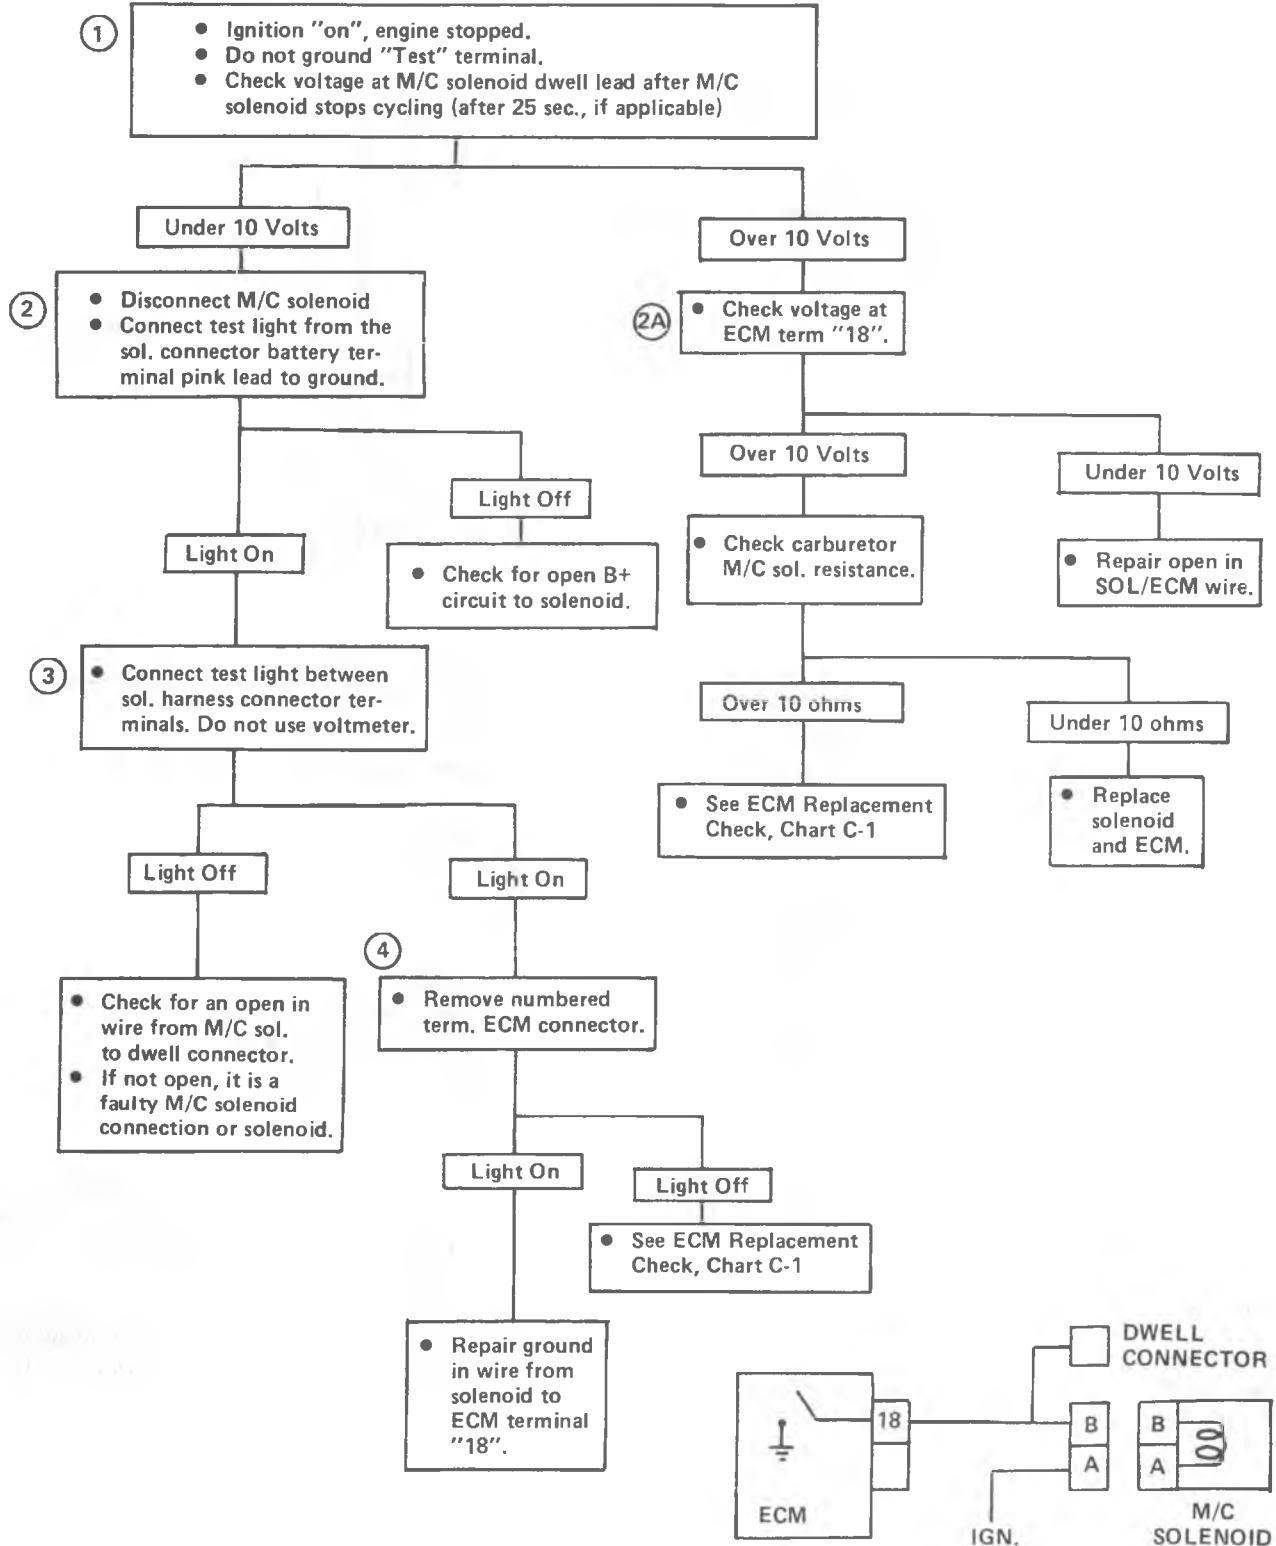 1
● Ignition "on", engine stopped.
● Do not ground "Test" terminal.
● Check voltage at M/C solenoid dwell lead after M/C
solenoid stops cycling (after 25 sec., if applicable)
Under 10 Volts
Over 10 Volts
2
● Disconnect M/C solenoid
● Connect test light from the
sol. connector battery ter-
minal pink lead to ground.
2A
● Check voltage at
ECM term "18".
Light Off
Light On
● Check for open B+
circuit to solenoid.
Over 10 Volts
Under 10 Volts
● Check carburetor
M/C sol. resistance.
● Repair open in
SOL/ECM wire.
3
● Connect test light between
sol. harness connector ter-
minals. Do not use voltmeter.
Over 10 ohms
Under 10 ohms
● See ECM Replacement
Check, Chart C-1
● Replace
solenoid
and ECM.
Light Off
Light On
● Check for an open in
wire from M/C sol.
to dwell connector.
● If not open, it is a
faulty M/C solenoid
connection or solenoid.
4
● Remove numbered
term. ECM connector.
Light On
Light Off
● See ECM Replacement
Check, Chart C-1
● Repair ground
in wire from
solenoid to
ECM terminal
"18".
DWELL
CONNECTOR
18
B
A
B
A
ECM
IGN.
M/C
SOLENOID